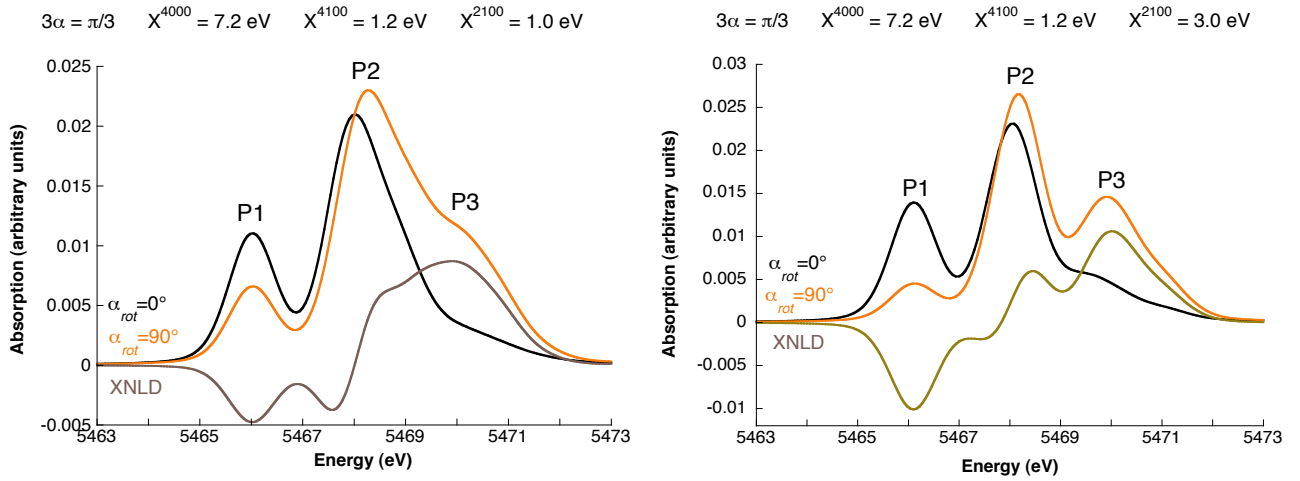 3α = π/3 X⁴⁰⁰⁰ = 7.2 eV X⁴¹⁰⁰ = 1.2 eV X²¹⁰⁰ = 1.0 eV
Absorption (arbitrary units)
0.025
0.02
0.015
0.01
0.005
0
-0.005
P1
P2
P3
α_rot=0°
α_rot=90°
XNLD
5463 5465 5467 5469 5471 5473
Energy (eV)
3α = π/3 X⁴⁰⁰⁰ = 7.2 eV X⁴¹⁰⁰ = 1.2 eV X²¹⁰⁰ = 3.0 eV
Absorption (arbitrary units)
0.03
0.025
0.02
0.015
0.01
0.005
0
-0.005
-0.01
P1
P2
P3
α_rot=0°
α_rot=90°
XNLD
5463 5465 5467 5469 5471 5473
Energy (eV)